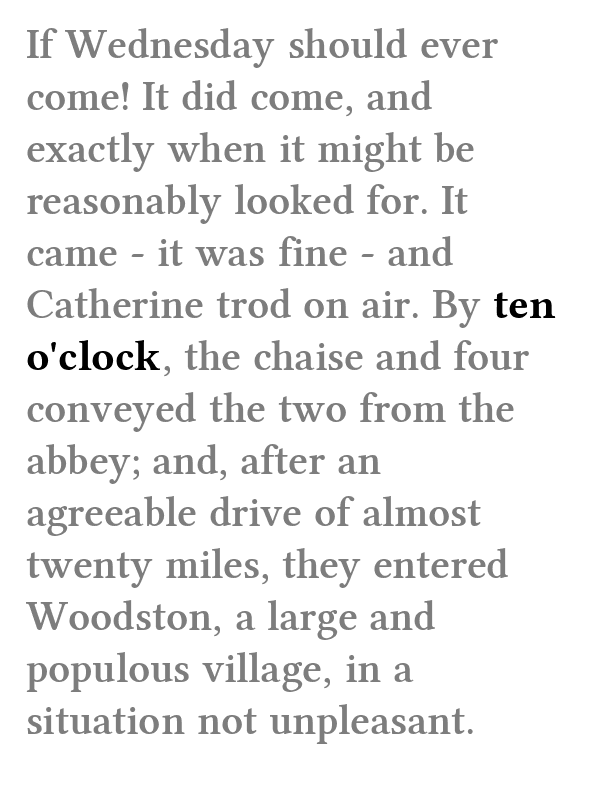 If Wednesday should ever
come! It did come, and
exactly when it might be
reasonably looked for. It
came - it was fine - and
Catherine trod on air. By ten
o'clock, the chaise and four
conveyed the two from the
abbey; and, after an
agreeable drive of almost
twenty miles, they entered
Woodston, a large and
populous village, in a
situation not unpleasant.